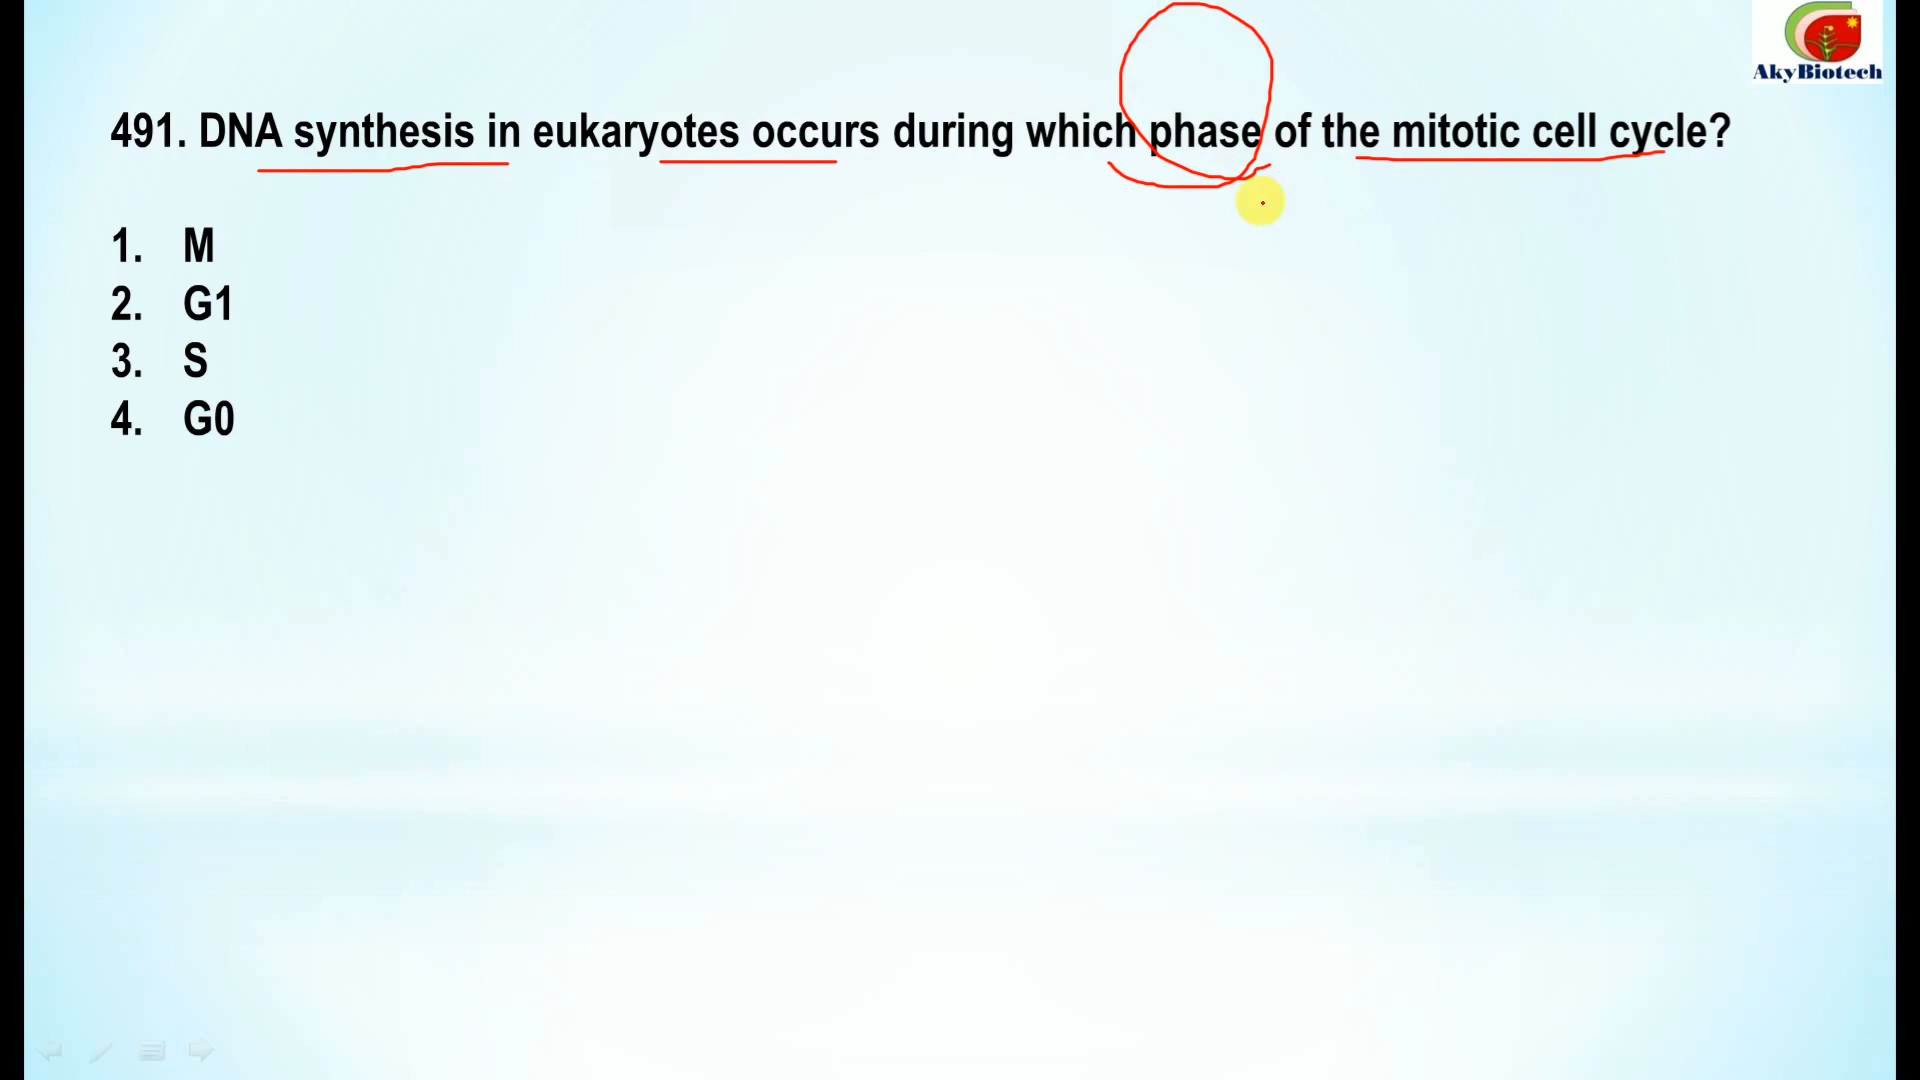 AkyBiotech
491. DNA synthesis in eukaryotes occurs during which phase of the mitotic cell cycle?
1. M
2. G1
3. S
4. G0